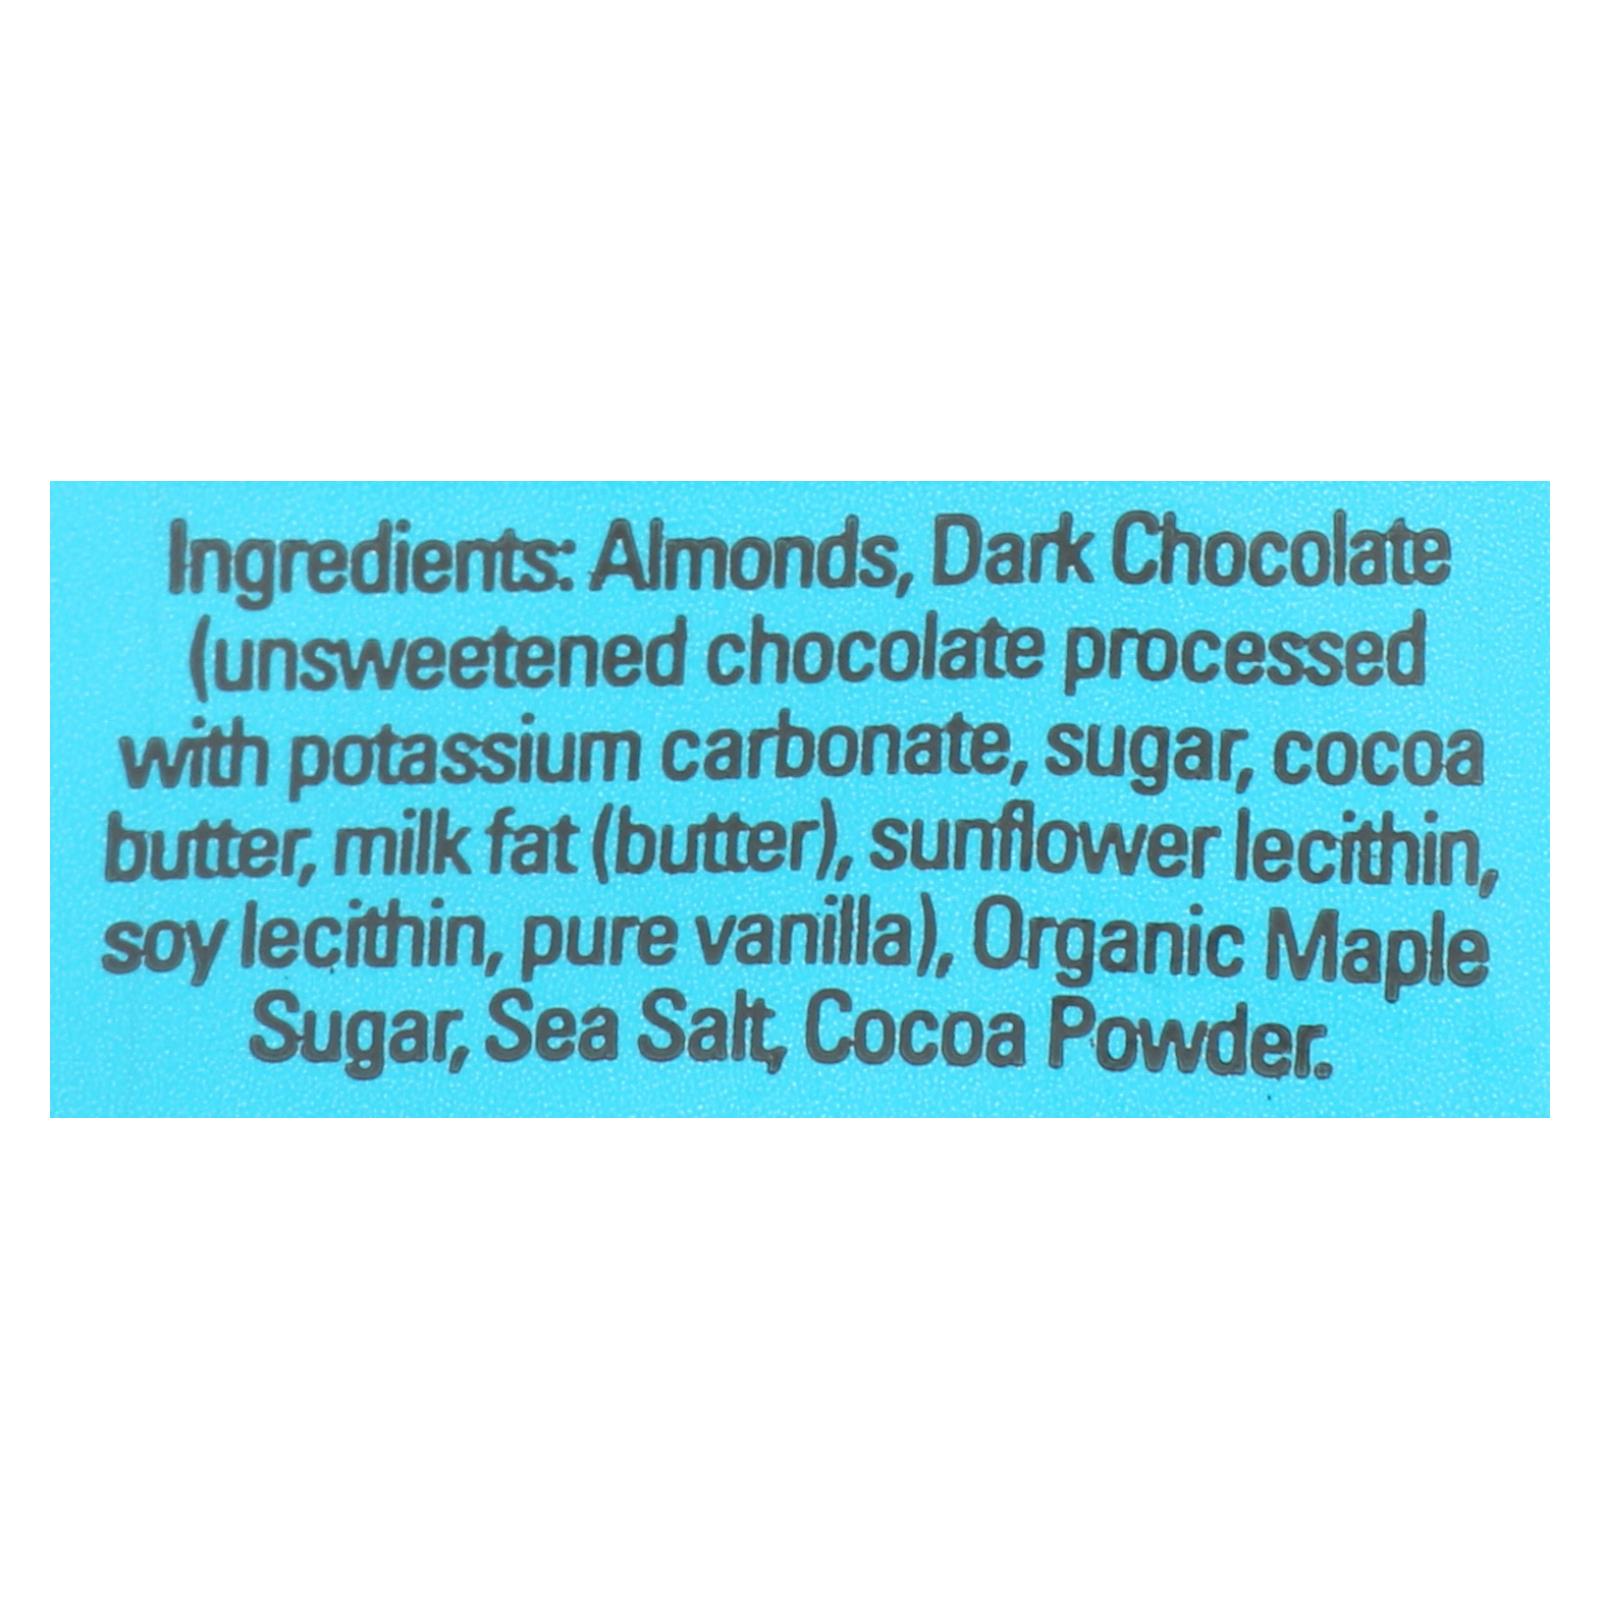 Ingredients: Almonds, Dark Chocolate
(unsweetened chocolate processed
with potassium carbonate, sugar, cocoa
butter, milk fat (butter), sunflower lecithin,
soy lecithin, pure vanilla), Organic Maple
Sugar, Sea Salt, Cocoa Powder.